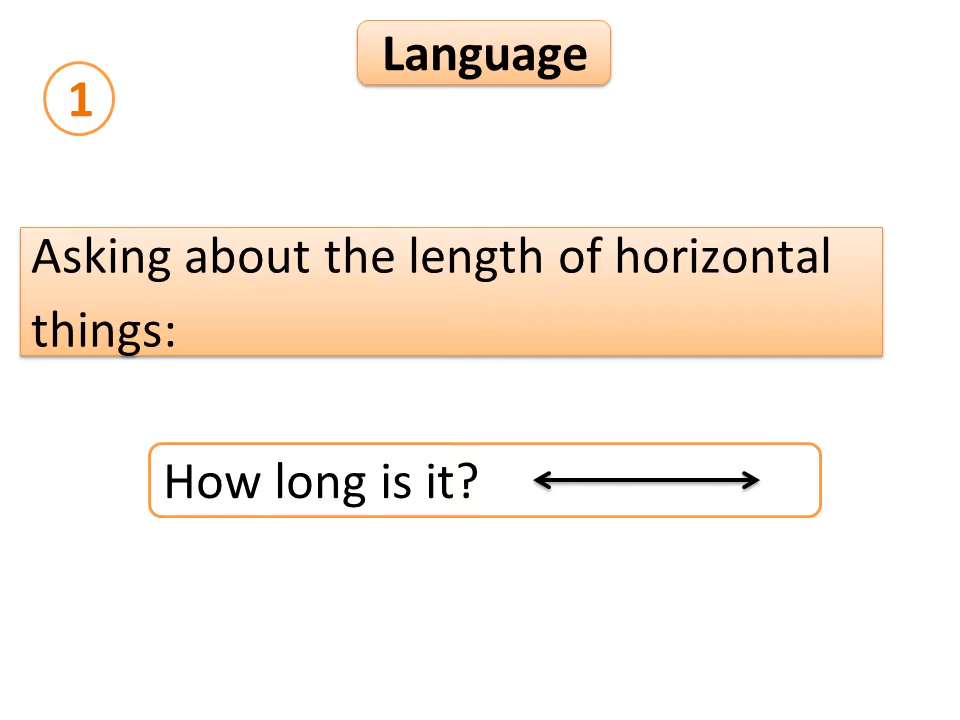 Language
1
Asking about the length of horizontal
things:
How long is it?